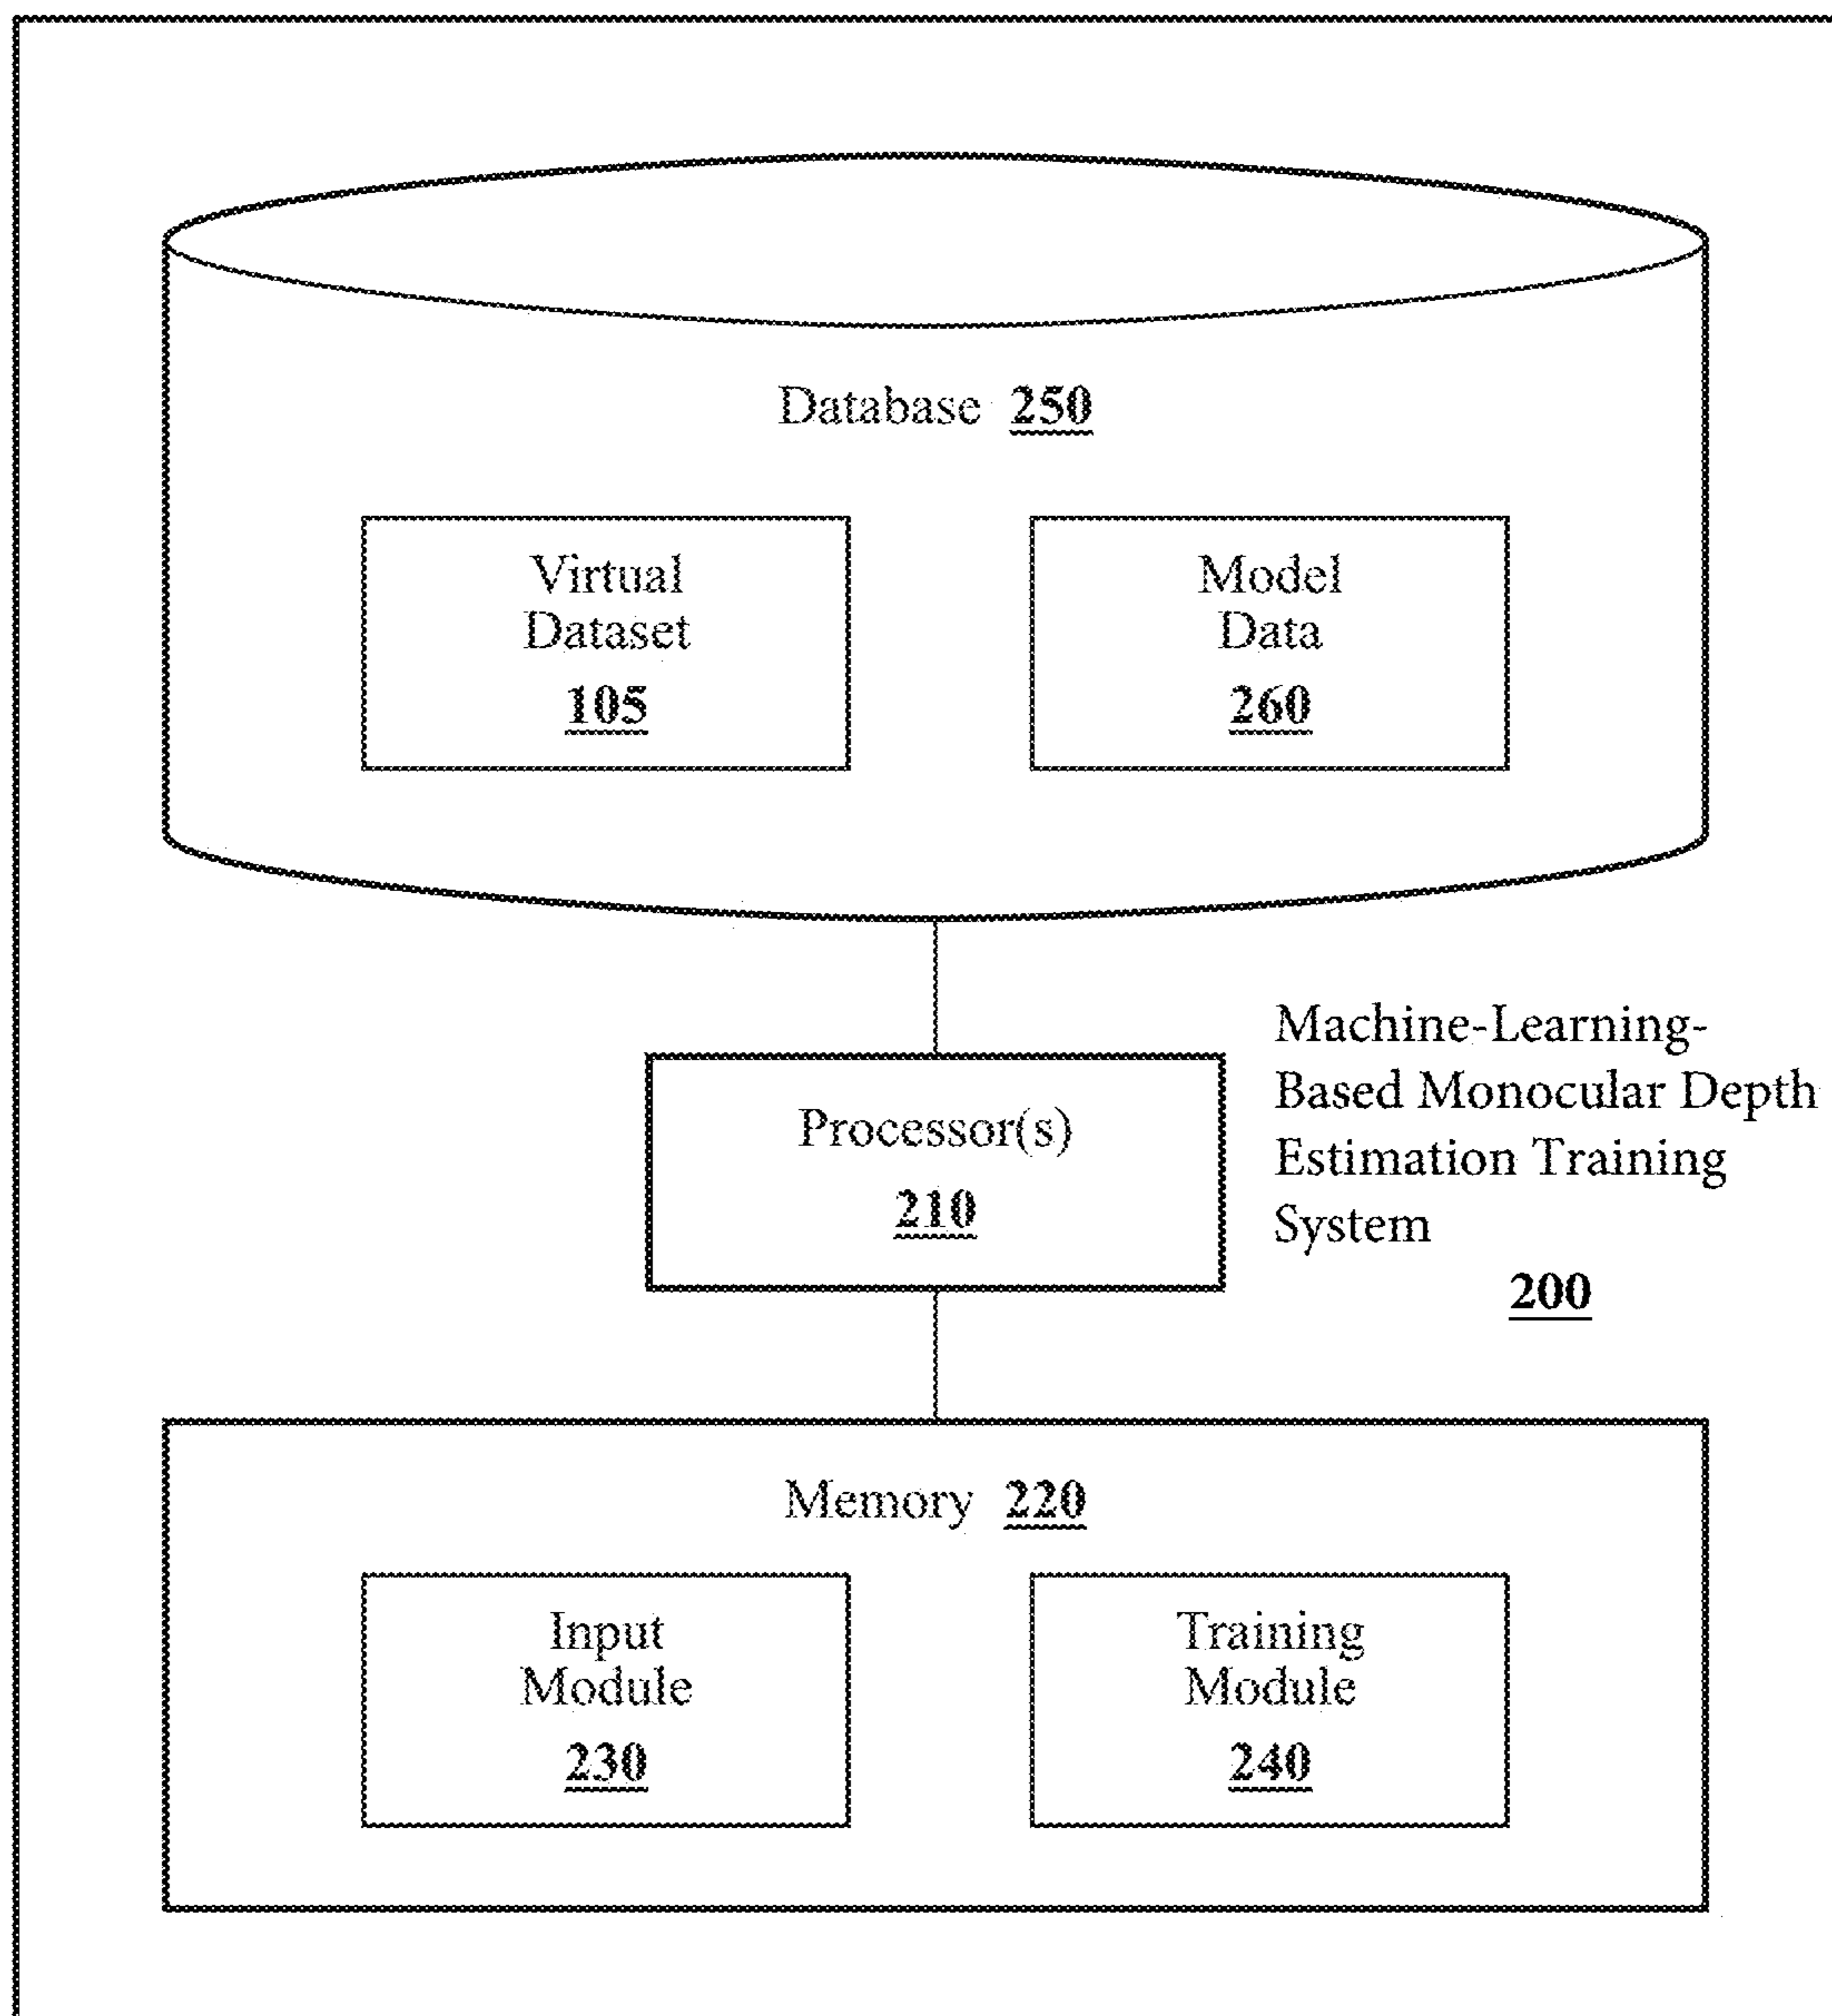 Database 250
Virtual
Dataset
105
Model
Data
260
Processor(s)
210
Machine-Learning-
Based Monocular Depth
Estimation Training
System
200
Memory 220
Input
Module
230
Training
Module
240